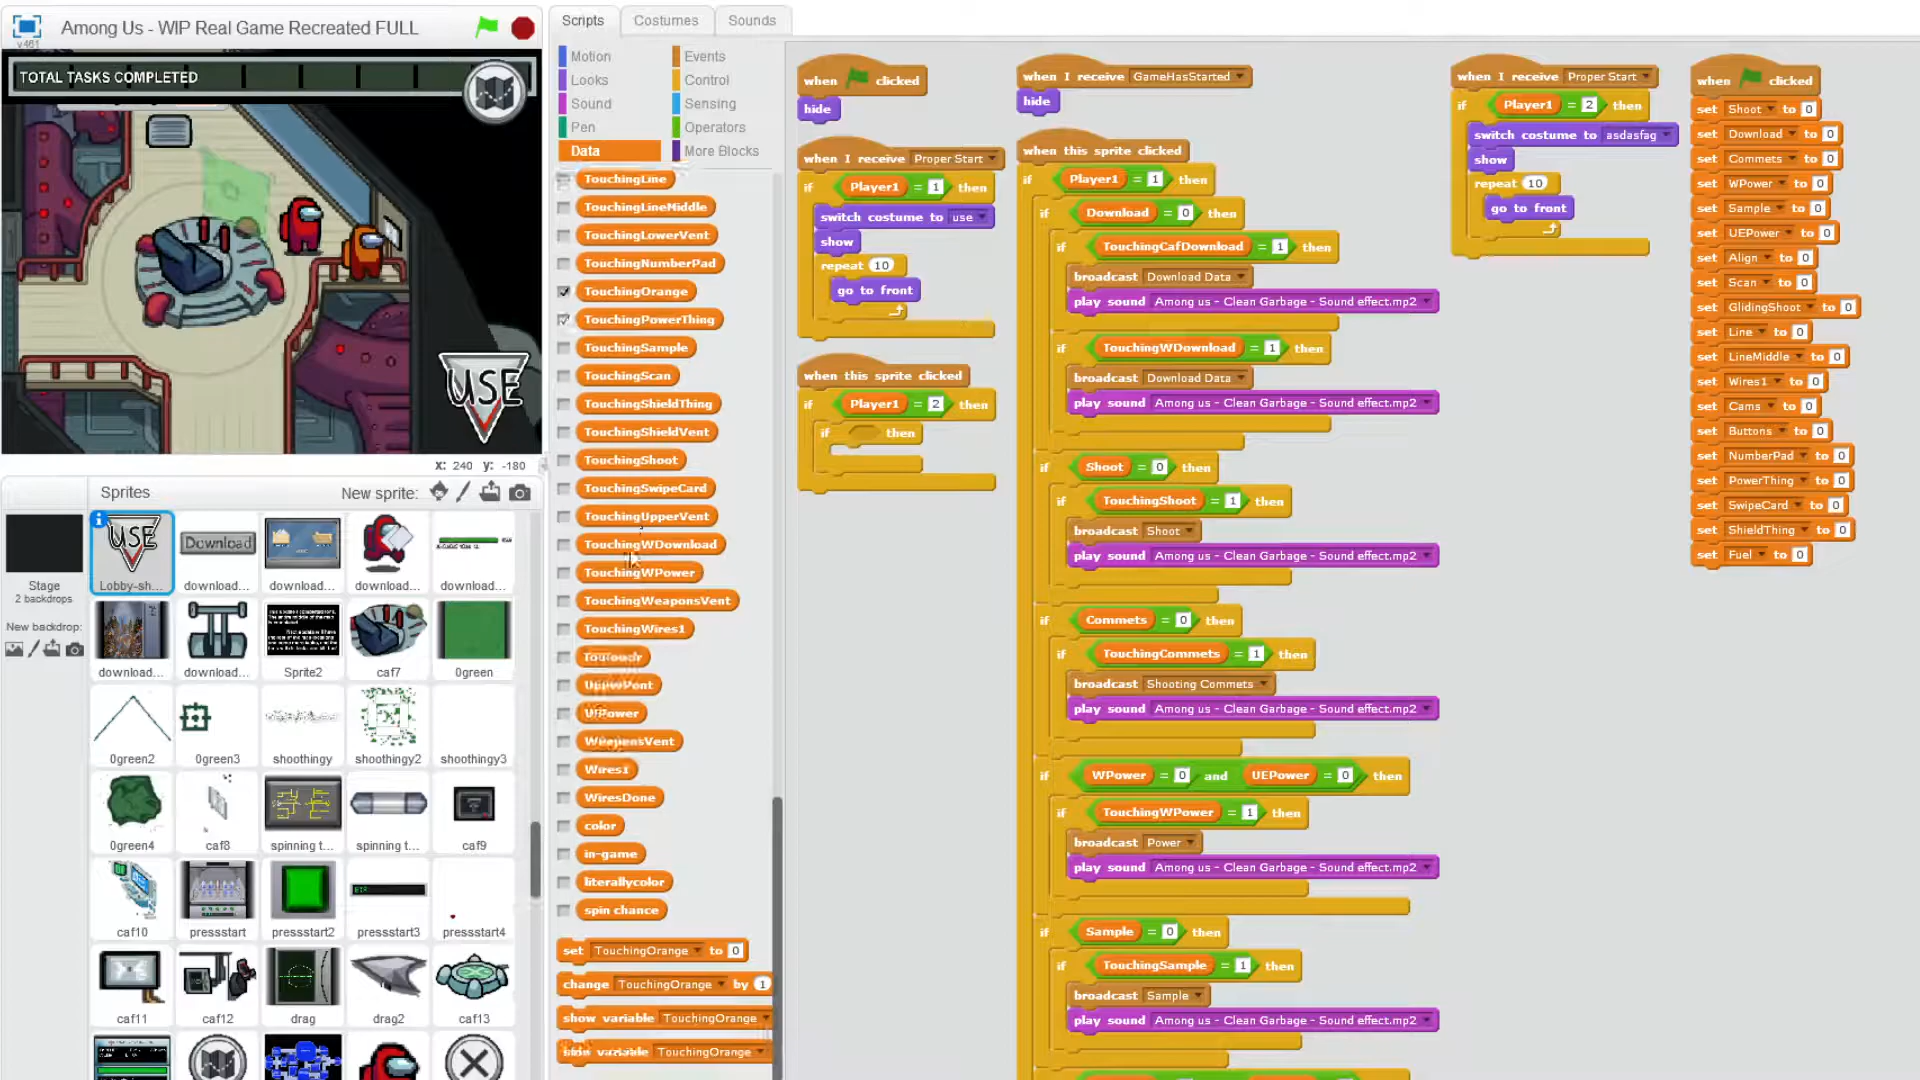 Among Us - WIP Real Game Recreated FULL
v461
TOTAL TASKS COMPLETED
USE
x: 240 y: -180
Sprites
New sprite:
Stage
2 backdrops
New backdrop:
USE
Download
Lobby-sh...
download...
download...
download...
download...
download...
download...
Sprite2
caf7
0green
0green2
0green3
shoothingy
shoothingy2
shoothingy3
0green4
caf8
spinning t...
spinning t...
caf9
caf10
pressstart
pressstart2
pressstart3
pressstart4
caf11
caf12
drag
drag2
caf13
Scripts
Costumes
Sounds
Motion
Events
Looks
Control
Sound
Sensing
Pen
Operators
Data
More Blocks
TouchingLine
TouchingLineMiddle
TouchingLowerVent
TouchingNumberPad
TouchingOrange
TouchingPowerThing
TouchingSample
TouchingScan
TouchingShieldThing
TouchingShieldVent
TouchingShoot
TouchingSwipeCard
TouchingUpperVent
TouchingWDownload
TouchingWPower
TouchingWeaponsVent
TouchingWires1
WeaponsVent
Wires1
WiresDone
color
in-game
literallycolor
spin chance
set TouchingOrange to 0
change TouchingOrange by 1
show variable TouchingOrange
hide variable TouchingOrange
when clicked
hide
when I receive Proper Start
if Player1 = 1 then
switch costume to use
show
repeat 10
go to front
when this sprite clicked
if Player1 = 2 then
if then
when I receive GameHasStarted
hide
when this sprite clicked
if Player1 = 1 then
if Download = 0 then
if TouchingCafDownload = 1 then
broadcast Download Data
play sound Among us - Clean Garbage - Sound effect.mp2
if TouchingWDownload = 1 then
broadcast Download Data
play sound Among us - Clean Garbage - Sound effect.mp2
if Shoot = 0 then
if TouchingShoot = 1 then
broadcast Shoot
play sound Among us - Clean Garbage - Sound effect.mp2
if Commets = 0 then
if TouchingCommets = 1 then
broadcast Shooting Commets
play sound Among us - Clean Garbage - Sound effect.mp2
if WPower = 0 and UEPower = 0 then
if TouchingWPower = 1 then
broadcast Power
play sound Among us - Clean Garbage - Sound effect.mp2
if Sample = 0 then
if TouchingSample = 1 then
broadcast Sample
play sound Among us - Clean Garbage - Sound effect.mp2
when I receive Proper Start
if Player1 = 2 then
switch costume to asdasfag
show
repeat 10
go to front
when clicked
set Shoot to 0
set Download to 0
set Commets to 0
set WPower to 0
set Sample to 0
set UEPower to 0
set Align to 0
set Scan to 0
set GlidingShoot to 0
set Line to 0
set LineMiddle to 0
set Wires1 to 0
set Cams to 0
set Buttons to 0
set NumberPad to 0
set PowerThing to 0
set SwipeCard to 0
set ShieldThing to 0
set Fuel to 0